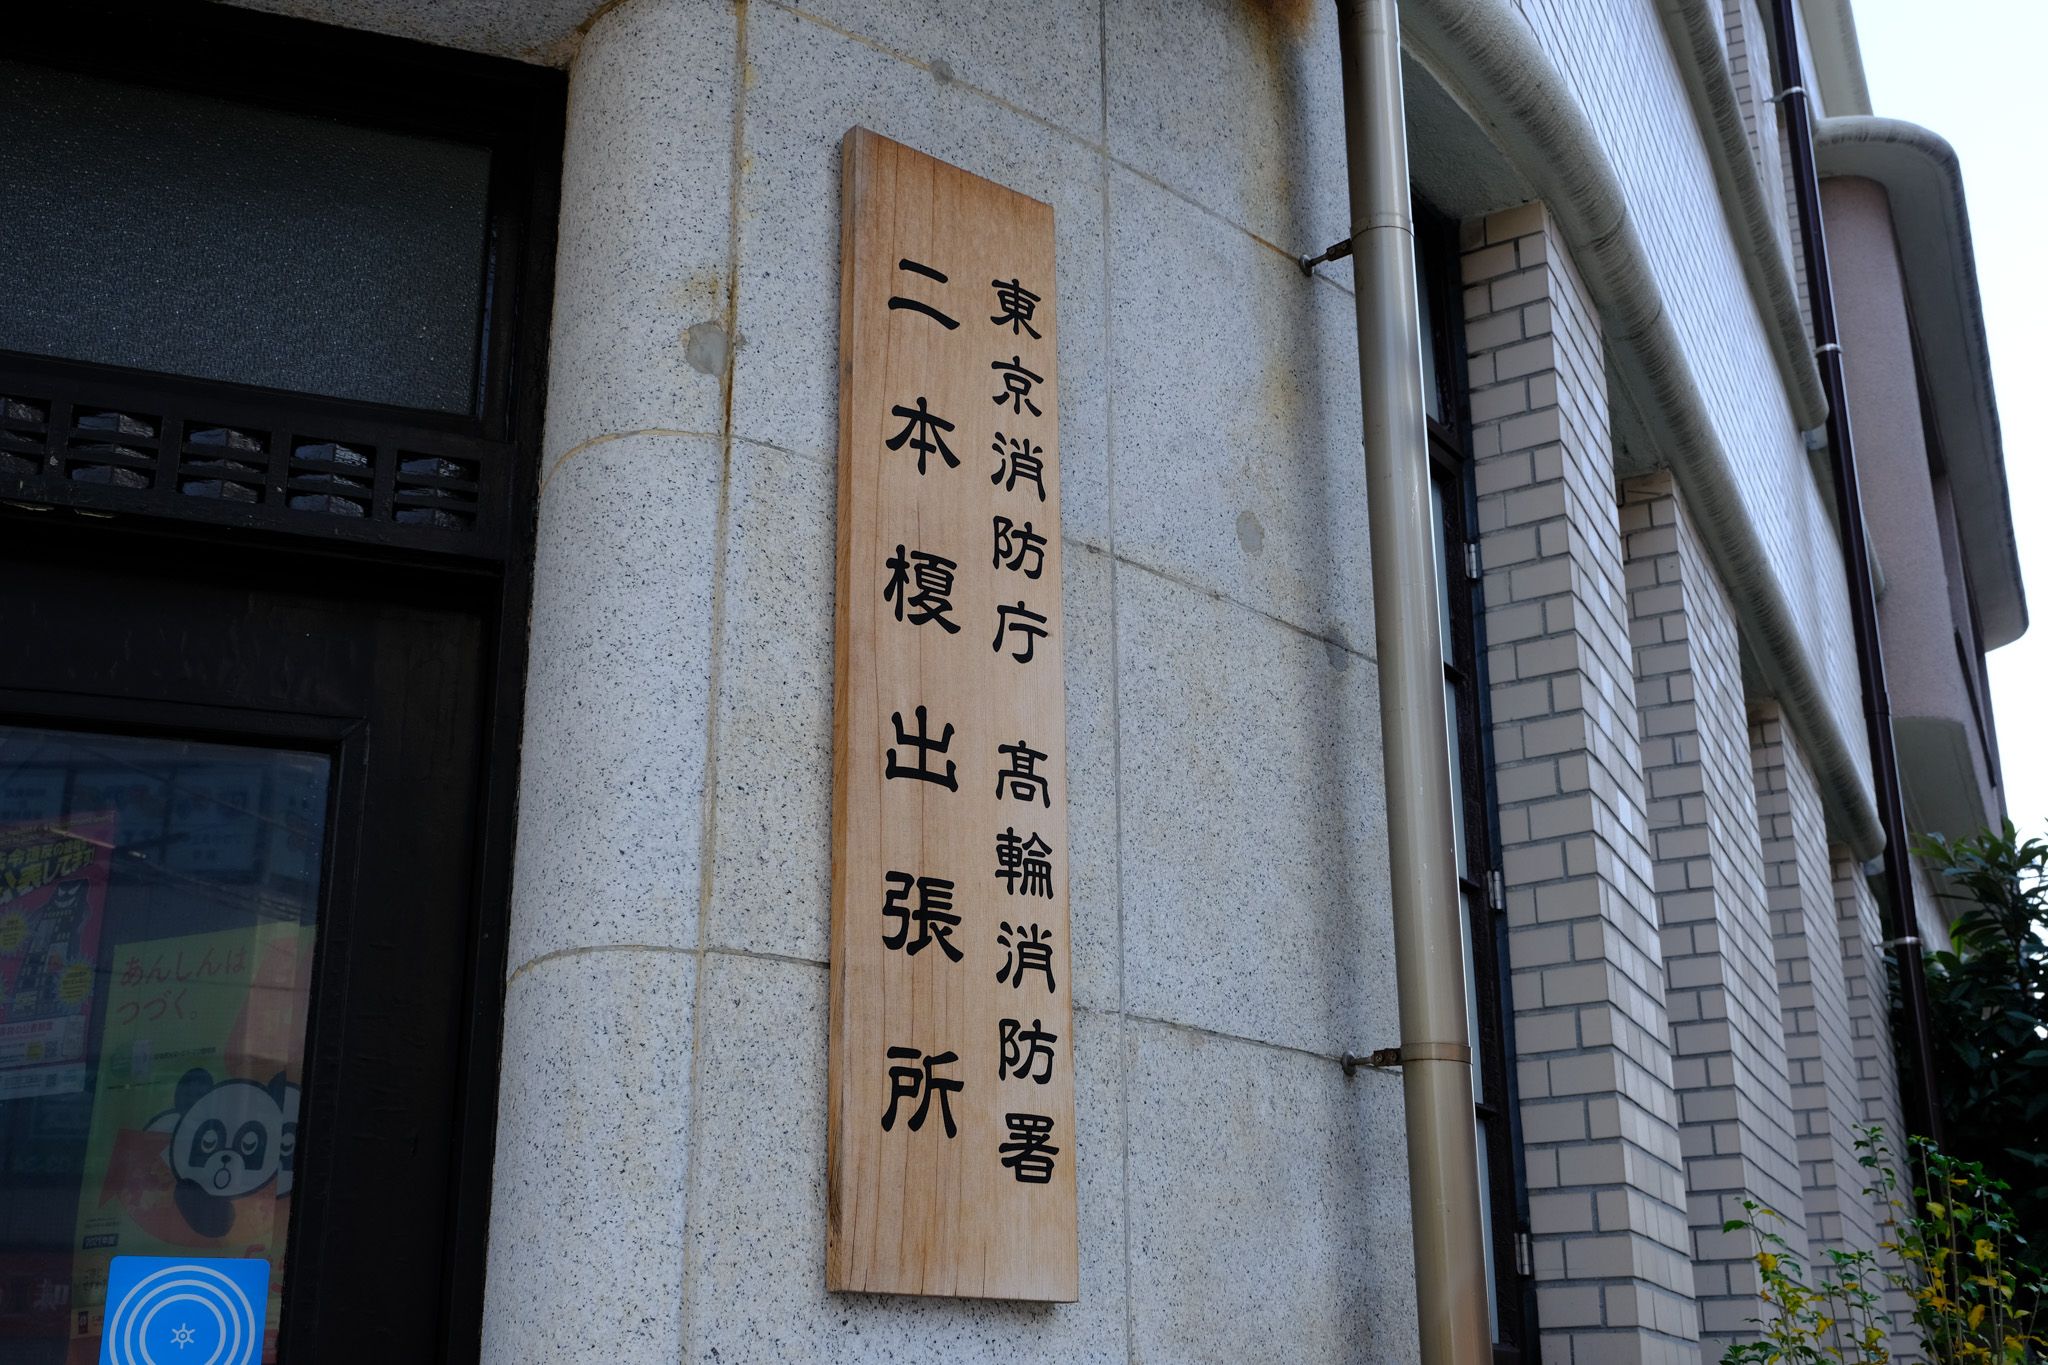 東京消防庁 髙輪消防署
二本榎出張所
あんしんは
つづく。